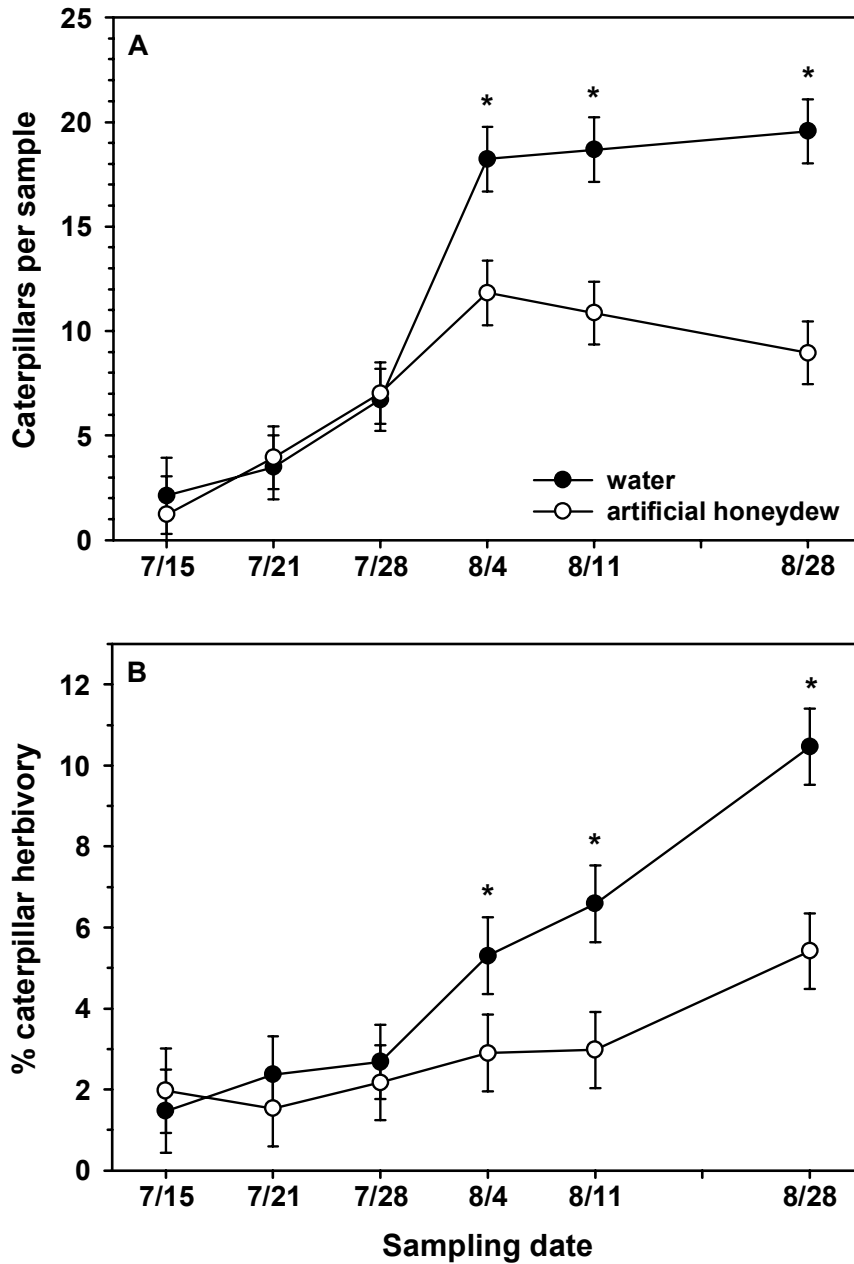 A
25
20
15
10
5
0
Caterpillars per sample
* * *
water
artificial honeydew
7/15 7/21 7/28 8/4 8/11 8/28
B
12
10
8
6
4
2
0
% caterpillar herbivory
* * *
7/15 7/21 7/28 8/4 8/11 8/28
Sampling date